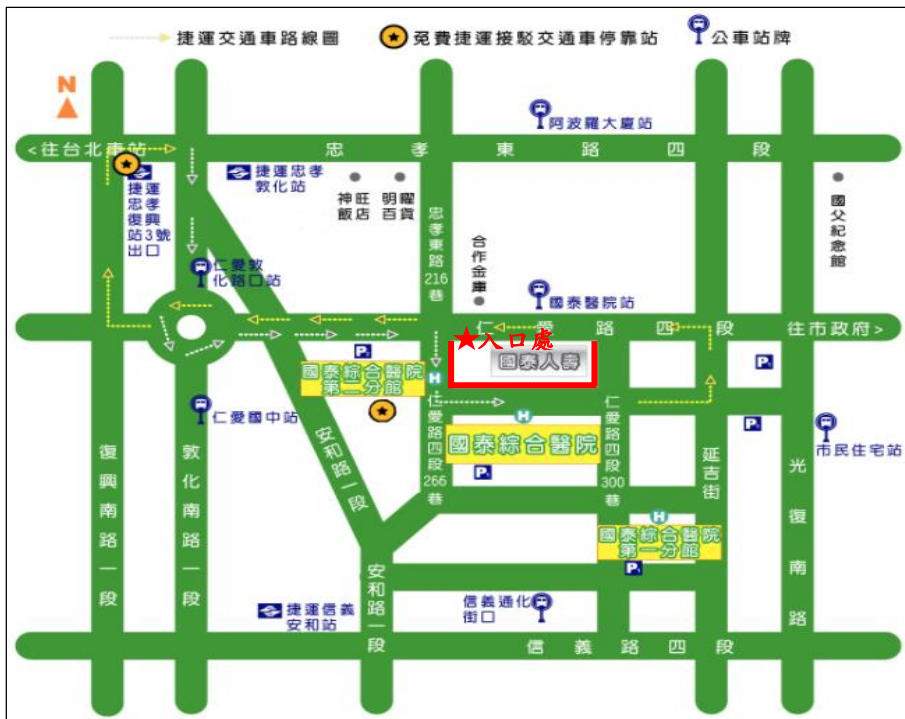 捷運交通車路線圖
免費捷運接駁交通車停靠站
公車站牌
N
阿波羅大廈站
<往台北車站
忠孝東路四段
捷運
忠孝
復興
站3號
出口
捷運忠孝
敦化站
神旺
飯店
明曜
百貨
忠孝東路216巷
合作金庫
國父紀念館
仁愛敦
化路口站
國泰醫院站
仁愛路四段
往市政府>
★入口處
國泰人壽
P
國泰綜合醫院
第二分館
H
P
仁愛國中站
H
國泰綜合醫院
P
P
市民住宅站
仁愛路四段266巷
仁愛路四段300巷
延吉街
光復南路
復興南路一段
敦化南路一段
安和路一段
H
國泰綜合醫院
第一分館
P
安和路一段
捷運信義
安和站
信義通化
街口
信義路四段